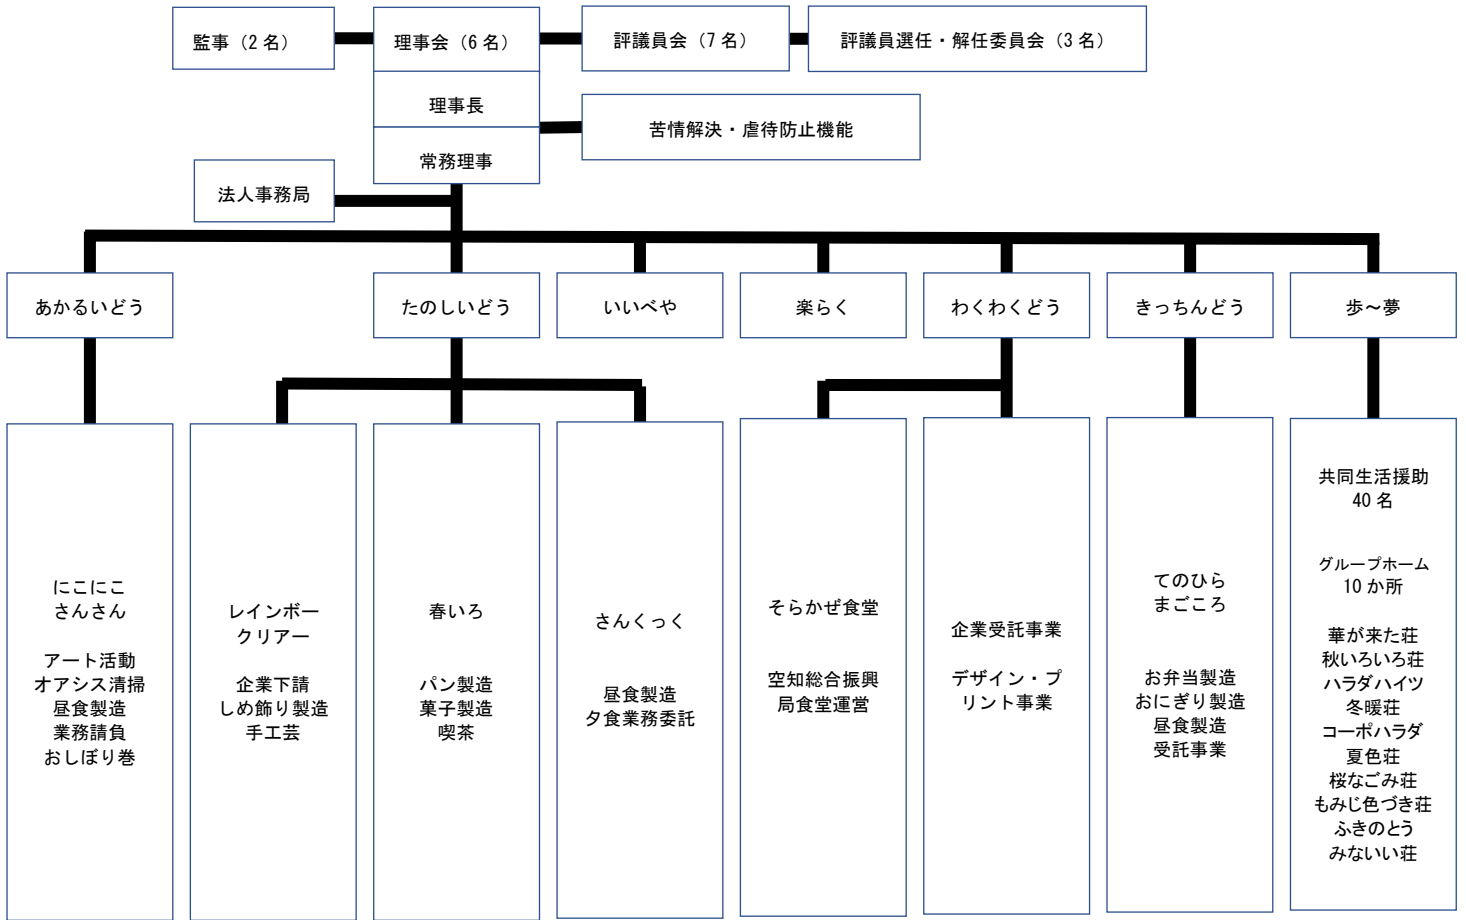 監事（2名）
理事会（6名）
評議員会（7名）
評議員選任・解任委員会（3名）
理事長
苦情解決・虐待防止機能
常務理事
法人事務局
あかるいどう
たのしいどう
いいべや
楽らく
わくわくどう
きっちんどう
歩～夢
にこにこ
さんさん
アート活動
オアシス清掃
昼食製造
業務請負
おしぼり巻
レインボー
クリアー
企業下請
しめ飾り製造
手工芸
春いろ
パン製造
菓子製造
喫茶
さんくっく
昼食製造
夕食業務委託
そらかぜ食堂
空知総合振興
局食堂運営
企業受託事業
デザイン・プ
リント事業
てのひら
まごころ
お弁当製造
おにぎり製造
昼食製造
受託事業
共同生活援助
40名
グループホーム
10か所
華が来た荘
秋いろいろ荘
ハラダハイツ
冬暖荘
コーポハラダ
夏色荘
桜なごみ荘
もみじ色づき荘
ふきのとう
みないい荘